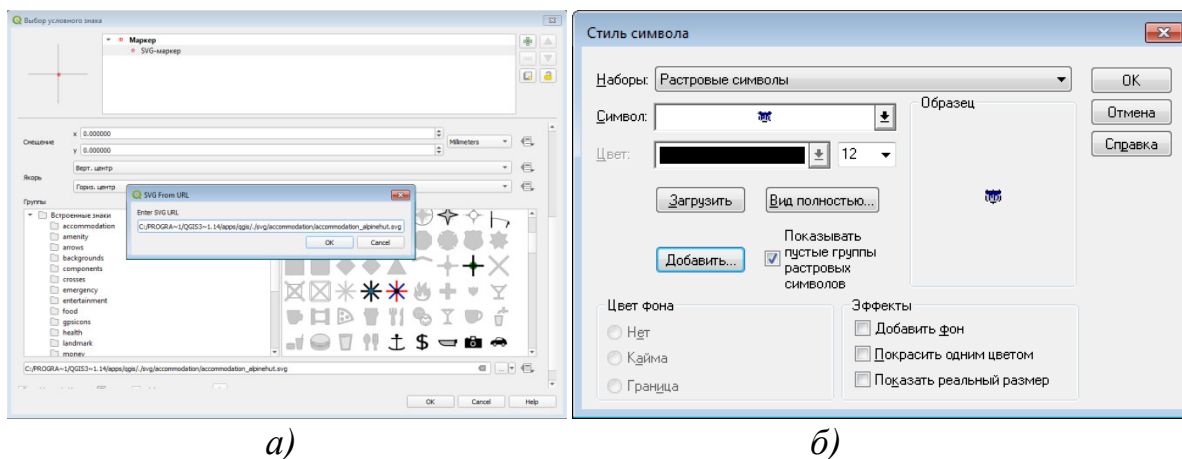 Выбор условного знака
Маркер
SVG-маркер
Смещение
x 0.000000
y 0.000000
Millimeters
Якорь
Верт. центр
Гориз. центр
Группы
Встроенные знаки
accommodation
amenity
arrows
backgrounds
components
crosses
emergency
entertainment
food
gpsicons
health
landmark
money
SVG From URL
Enter SVG URL
C:/PROGRA~1/QGIS3~1.14/apps/qgis/./svg/accommodation/accommodation_alpinehut.svg
OK Cancel
C:/PROGRA~1/QGIS3~1.14/apps/qgis/./svg/accommodation/accommodation_alpinehut.svg
OK Cancel Help
а)
Стиль символа
Наборы: Растровые символы
Символ:
Цвет: 12
Загрузить Вид полностью...
Добавить... Показывать
пустые группы
растровых
символов
Образец
OK
Отмена
Справка
Цвет фона
Нет
Кайма
Граница
Эффекты
Добавить фон
Покрасить одним цветом
Показать реальный размер
б)